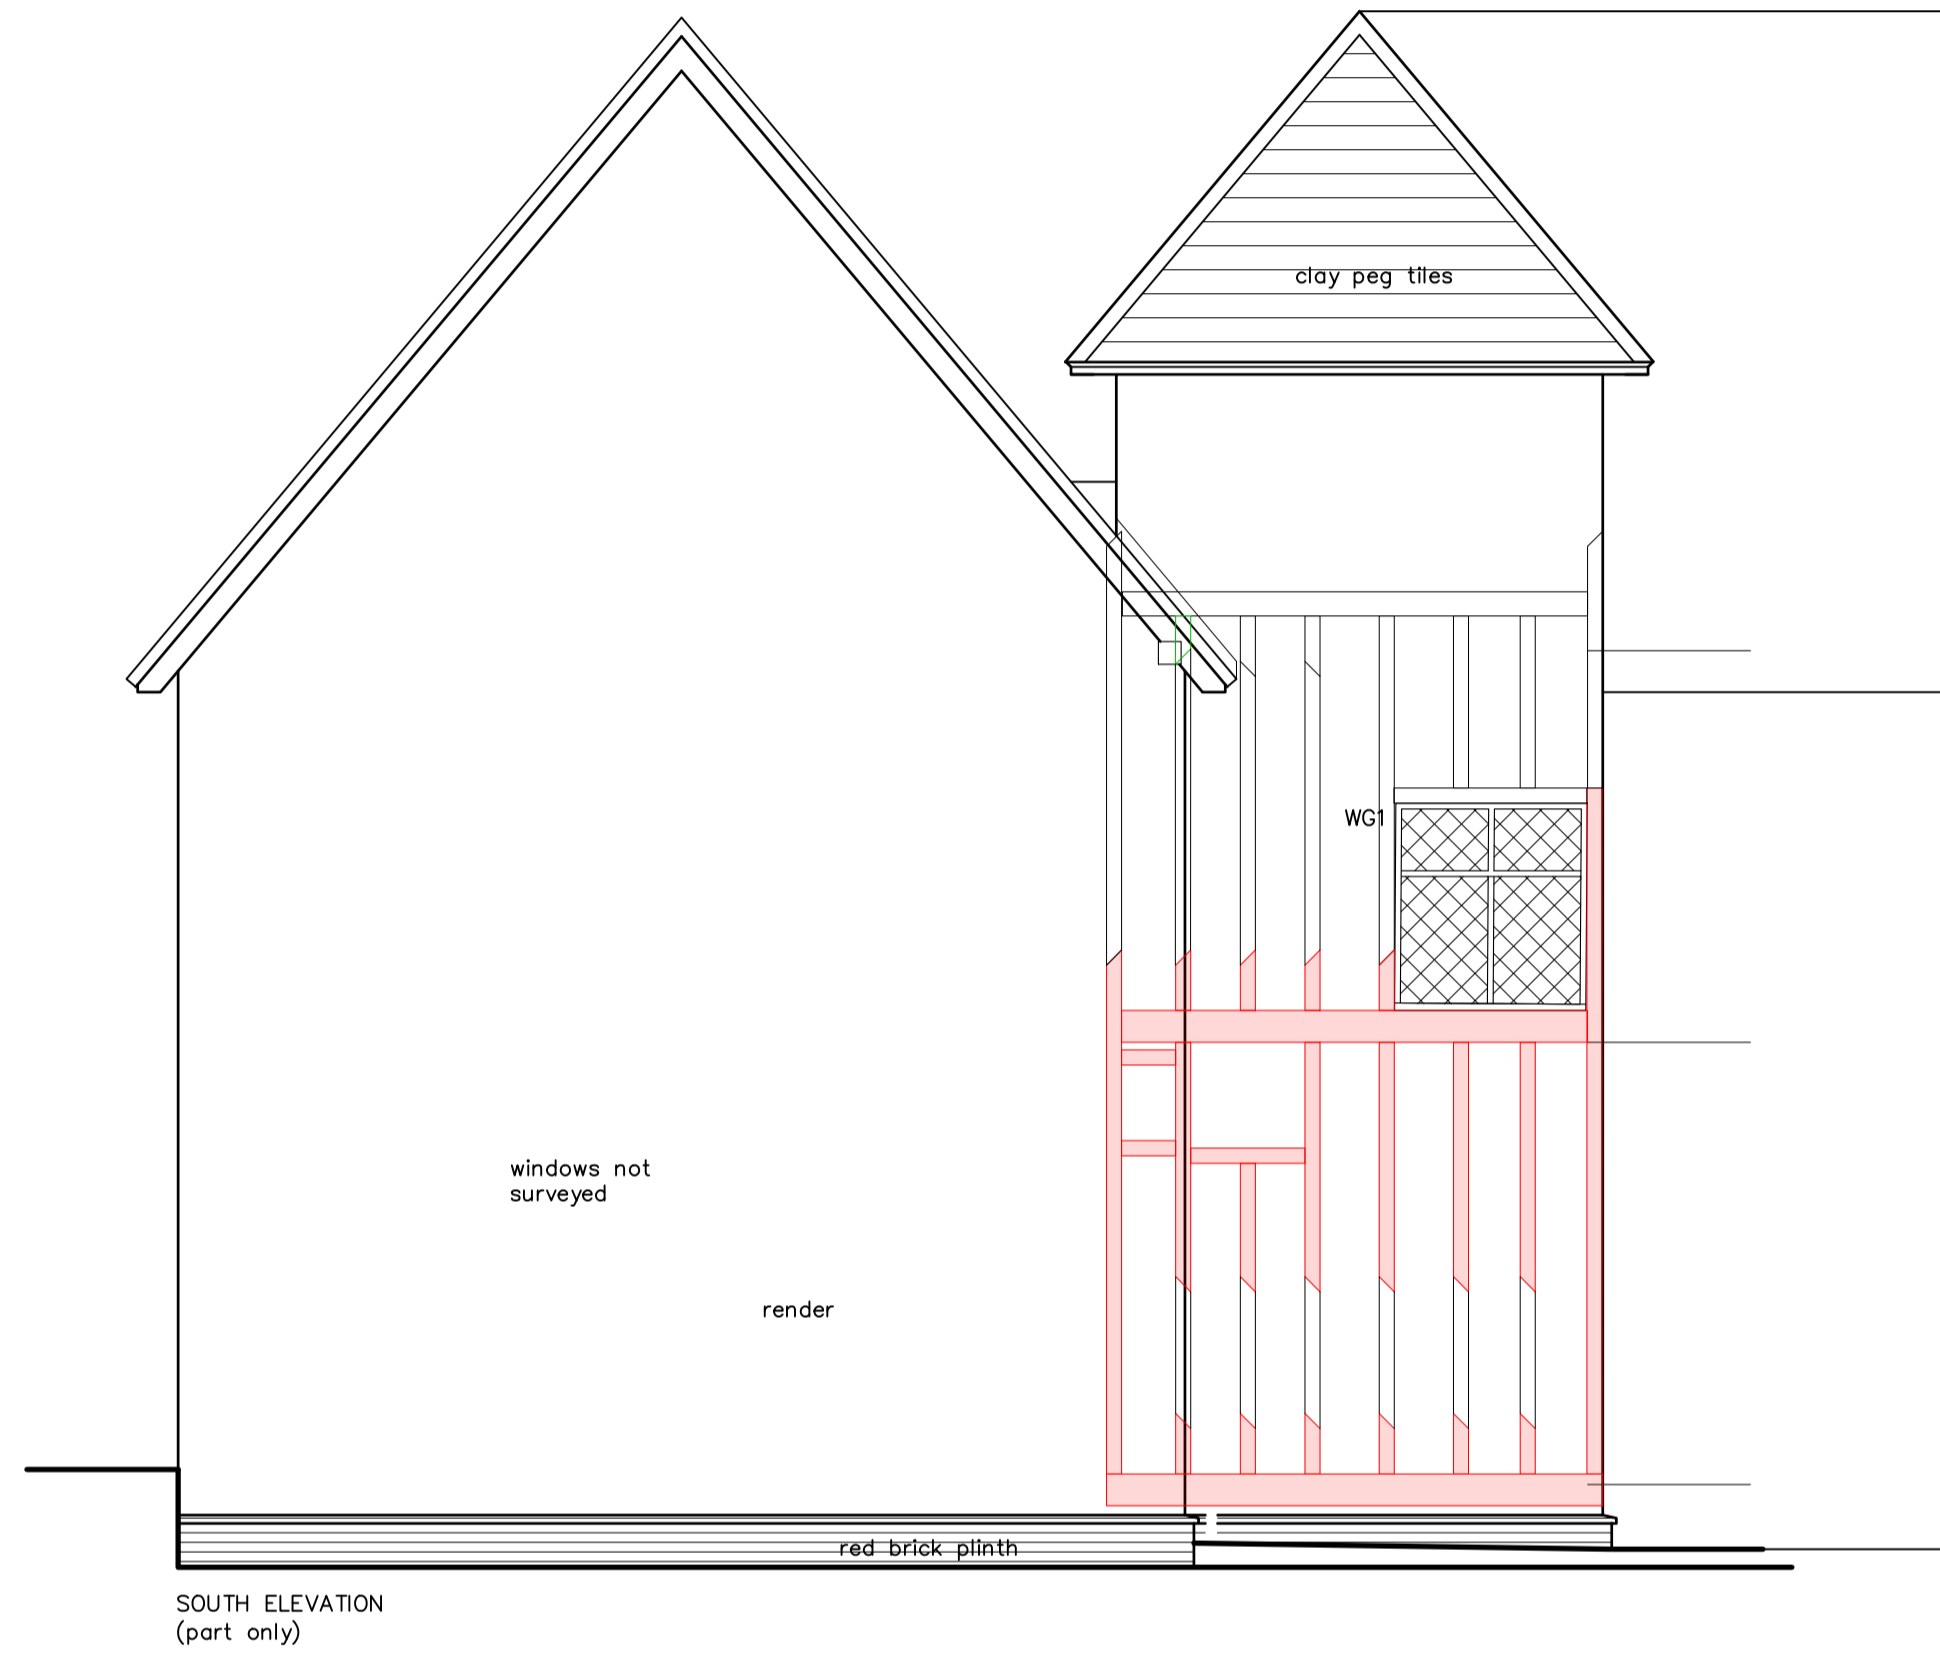 clay peg tiles
WG1
windows not
surveyed
render
red brick plinth
SOUTH ELEVATION
(part only)